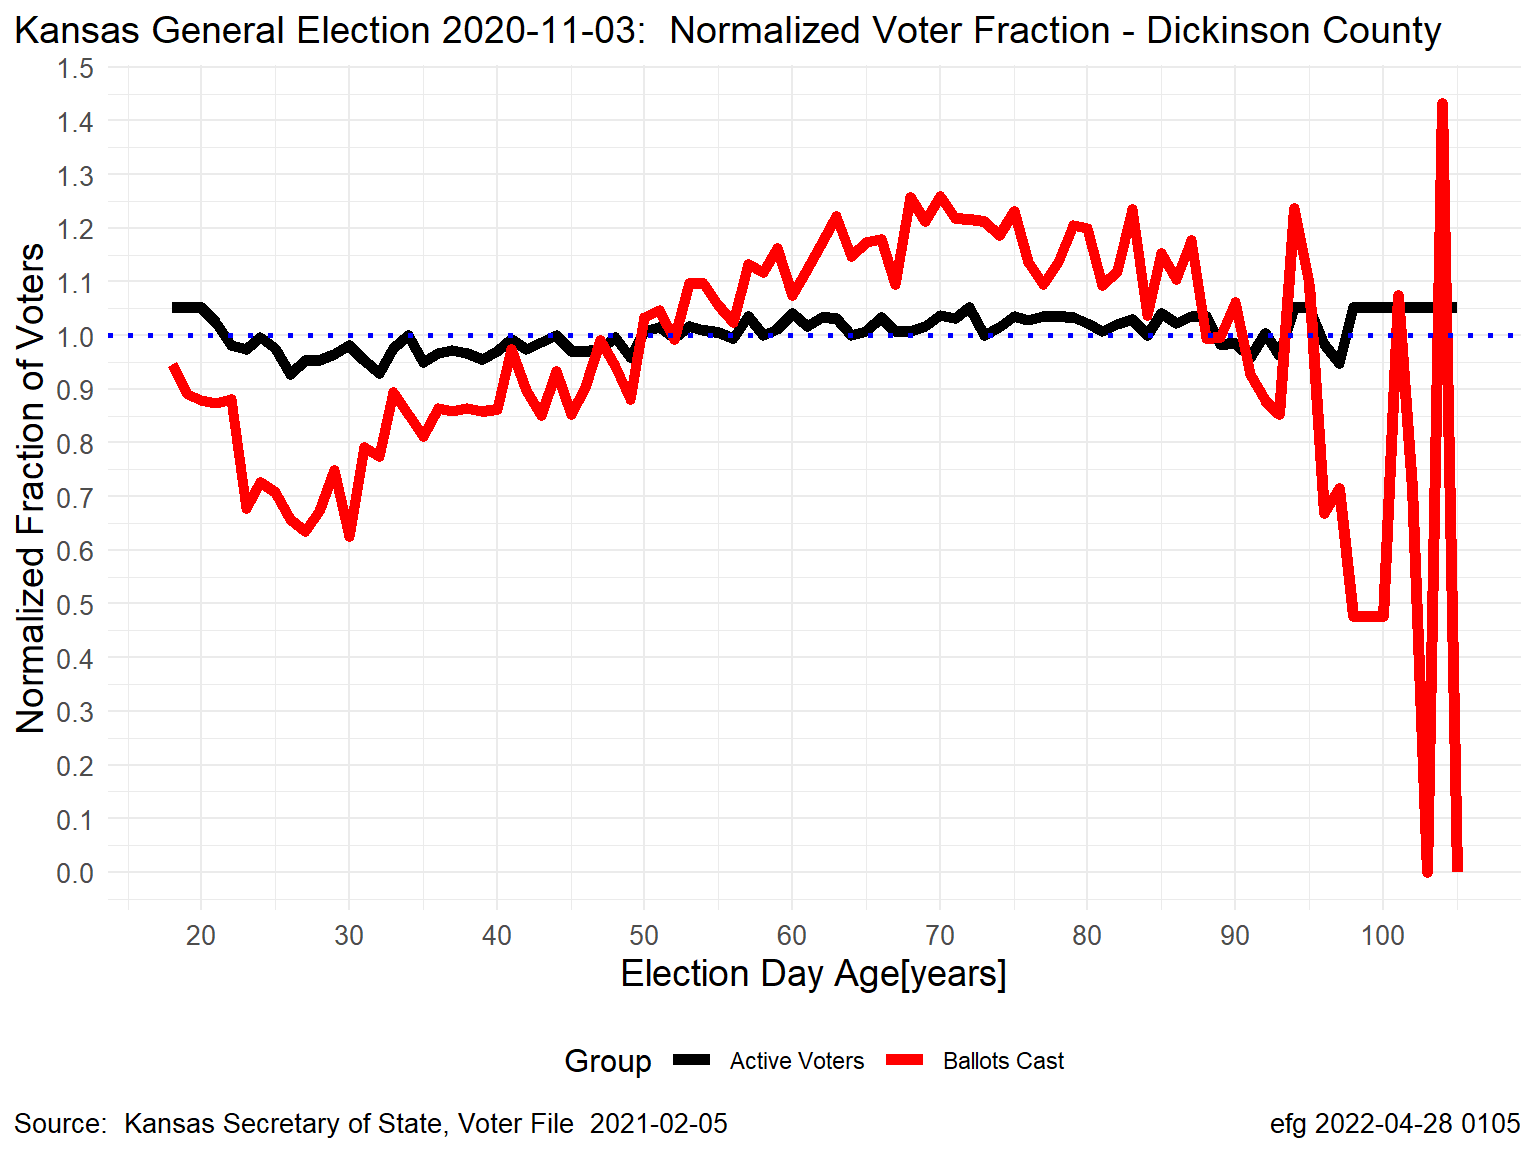 Kansas General Election 2020-11-03:  Normalized Voter Fraction - Dickinson County
Normalized Fraction of Voters
1.5
1.4
1.3
1.2
1.1
1.0
0.9
0.8
0.7
0.6
0.5
0.4
0.3
0.2
0.1
0.0
20 30 40 50 60 70 80 90 100
Election Day Age[years]
Group Active Voters Ballots Cast
Source:  Kansas Secretary of State, Voter File  2021-02-05
efg 2022-04-28 0105